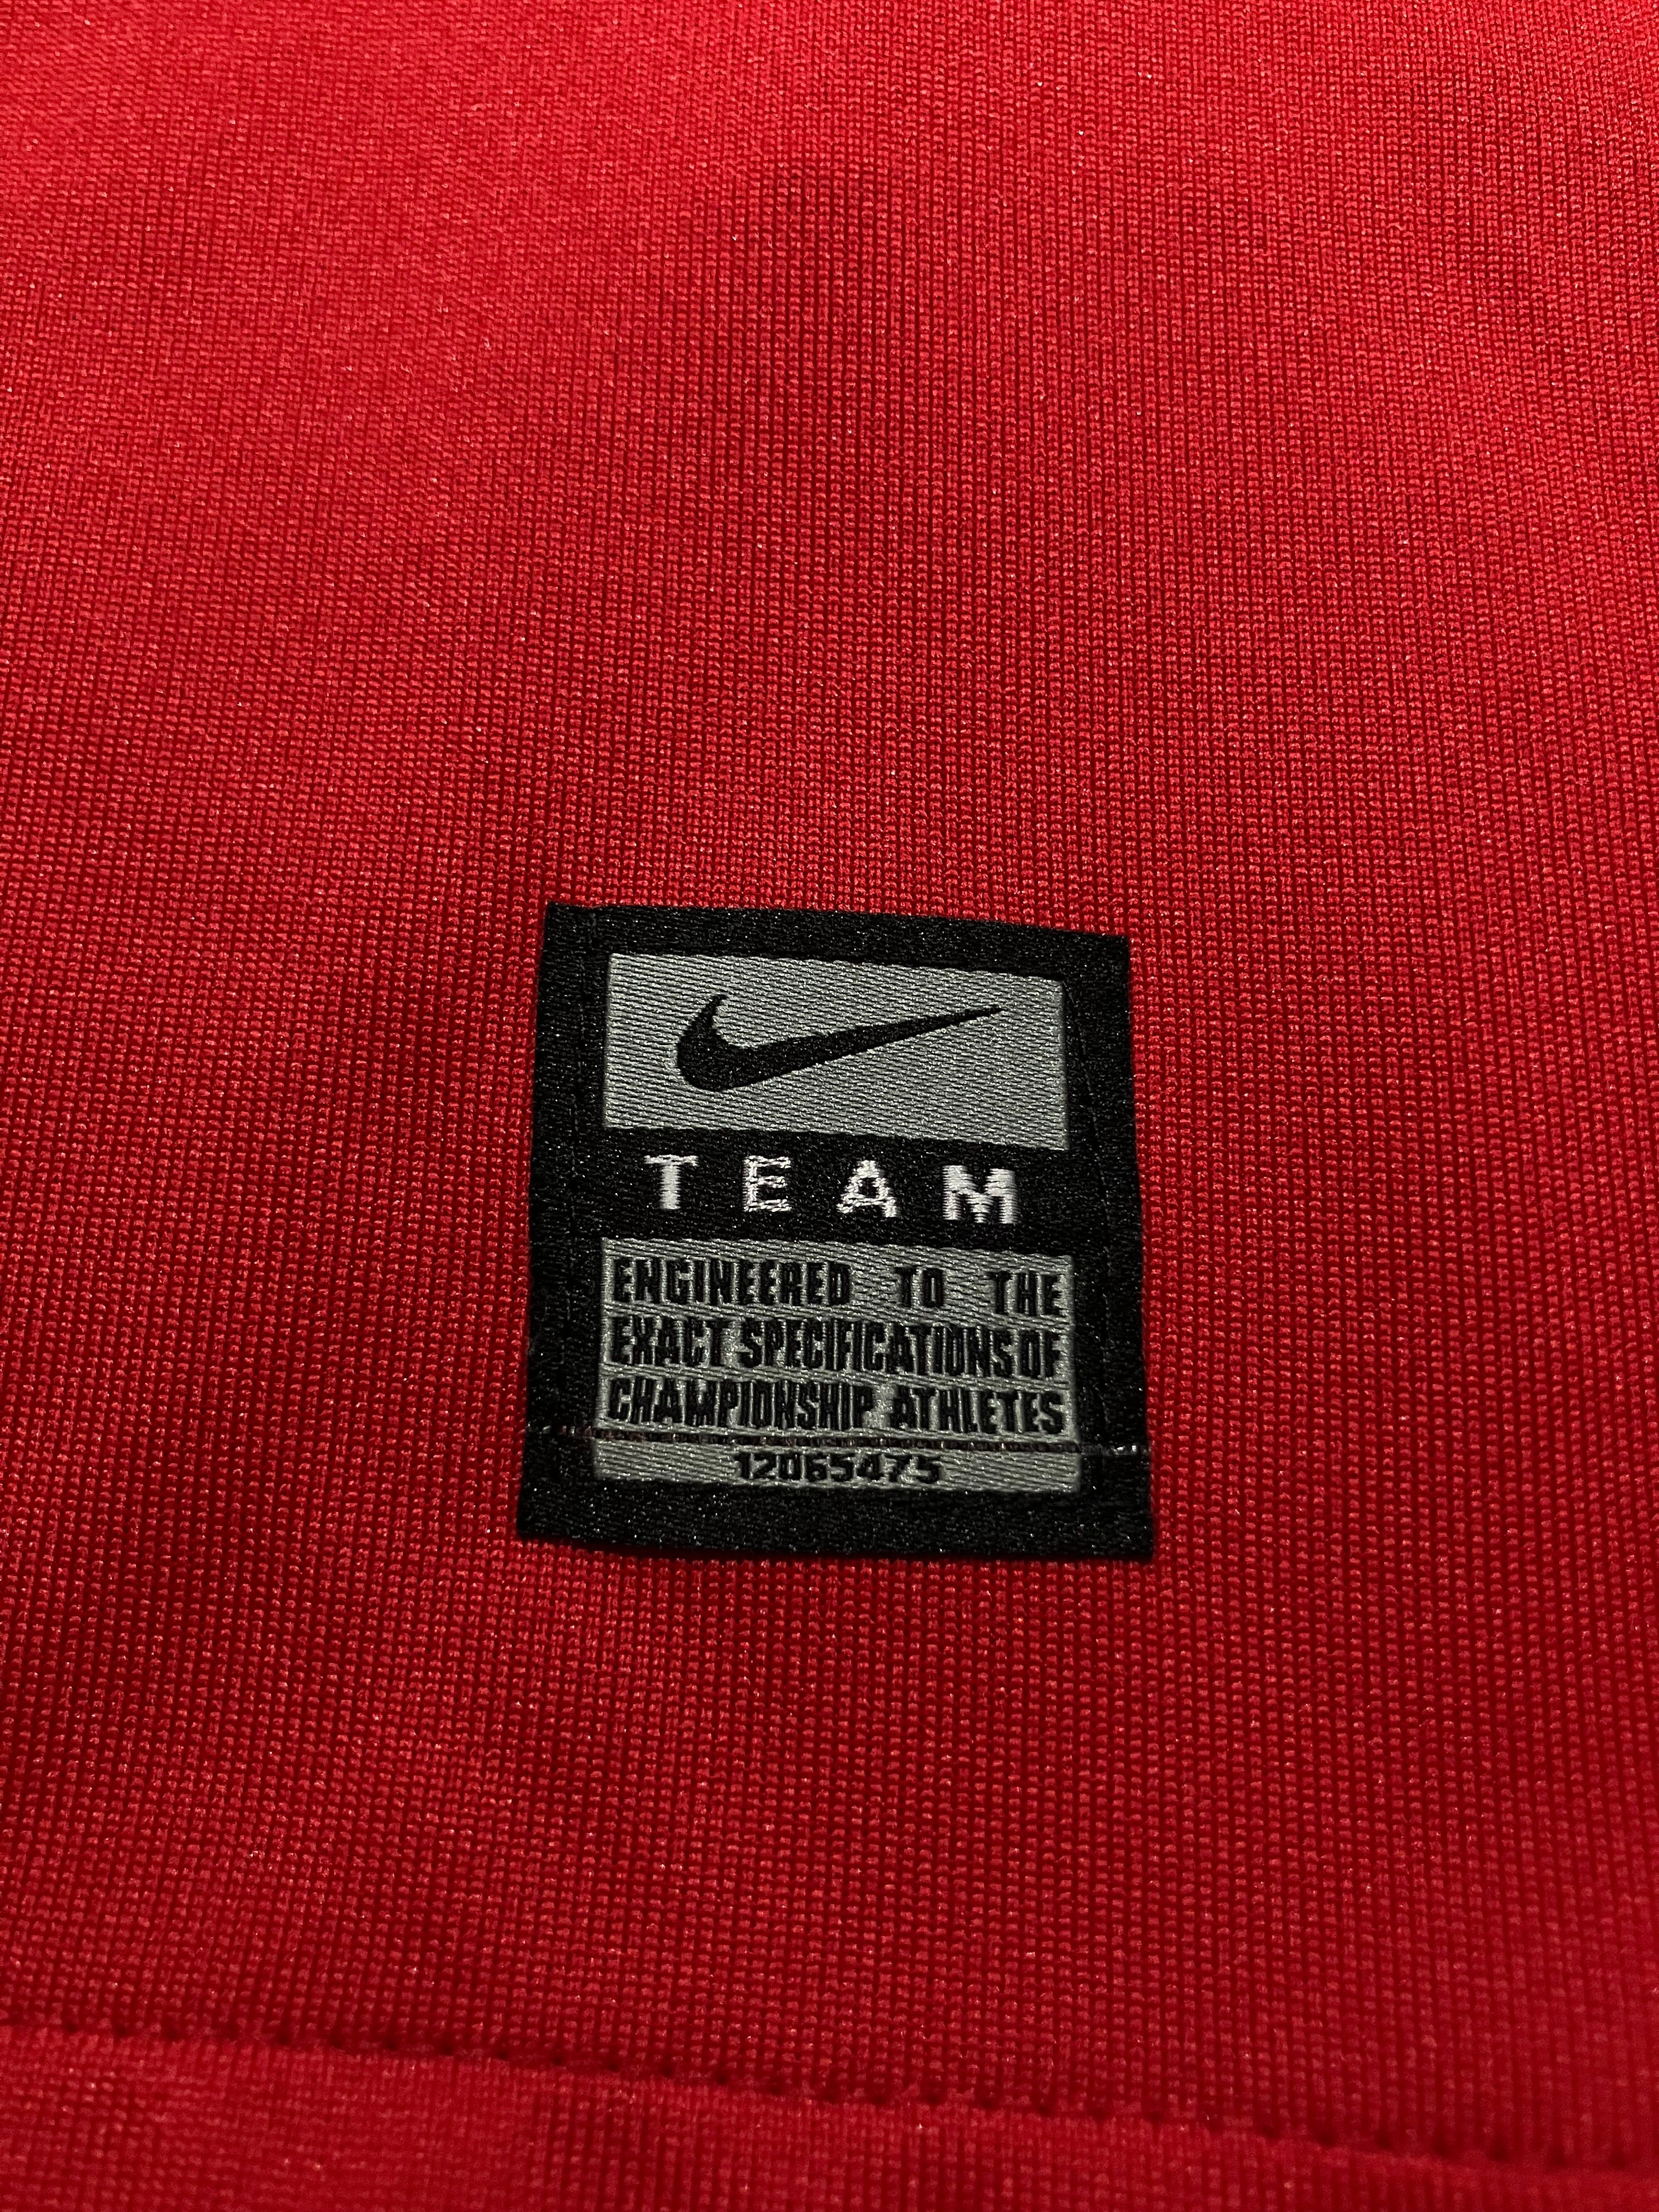 TEAM
ENGINEERED TO THE
EXACT SPECIFICATIONS OF
CHAMPIONSHIP ATHLETES
12065475